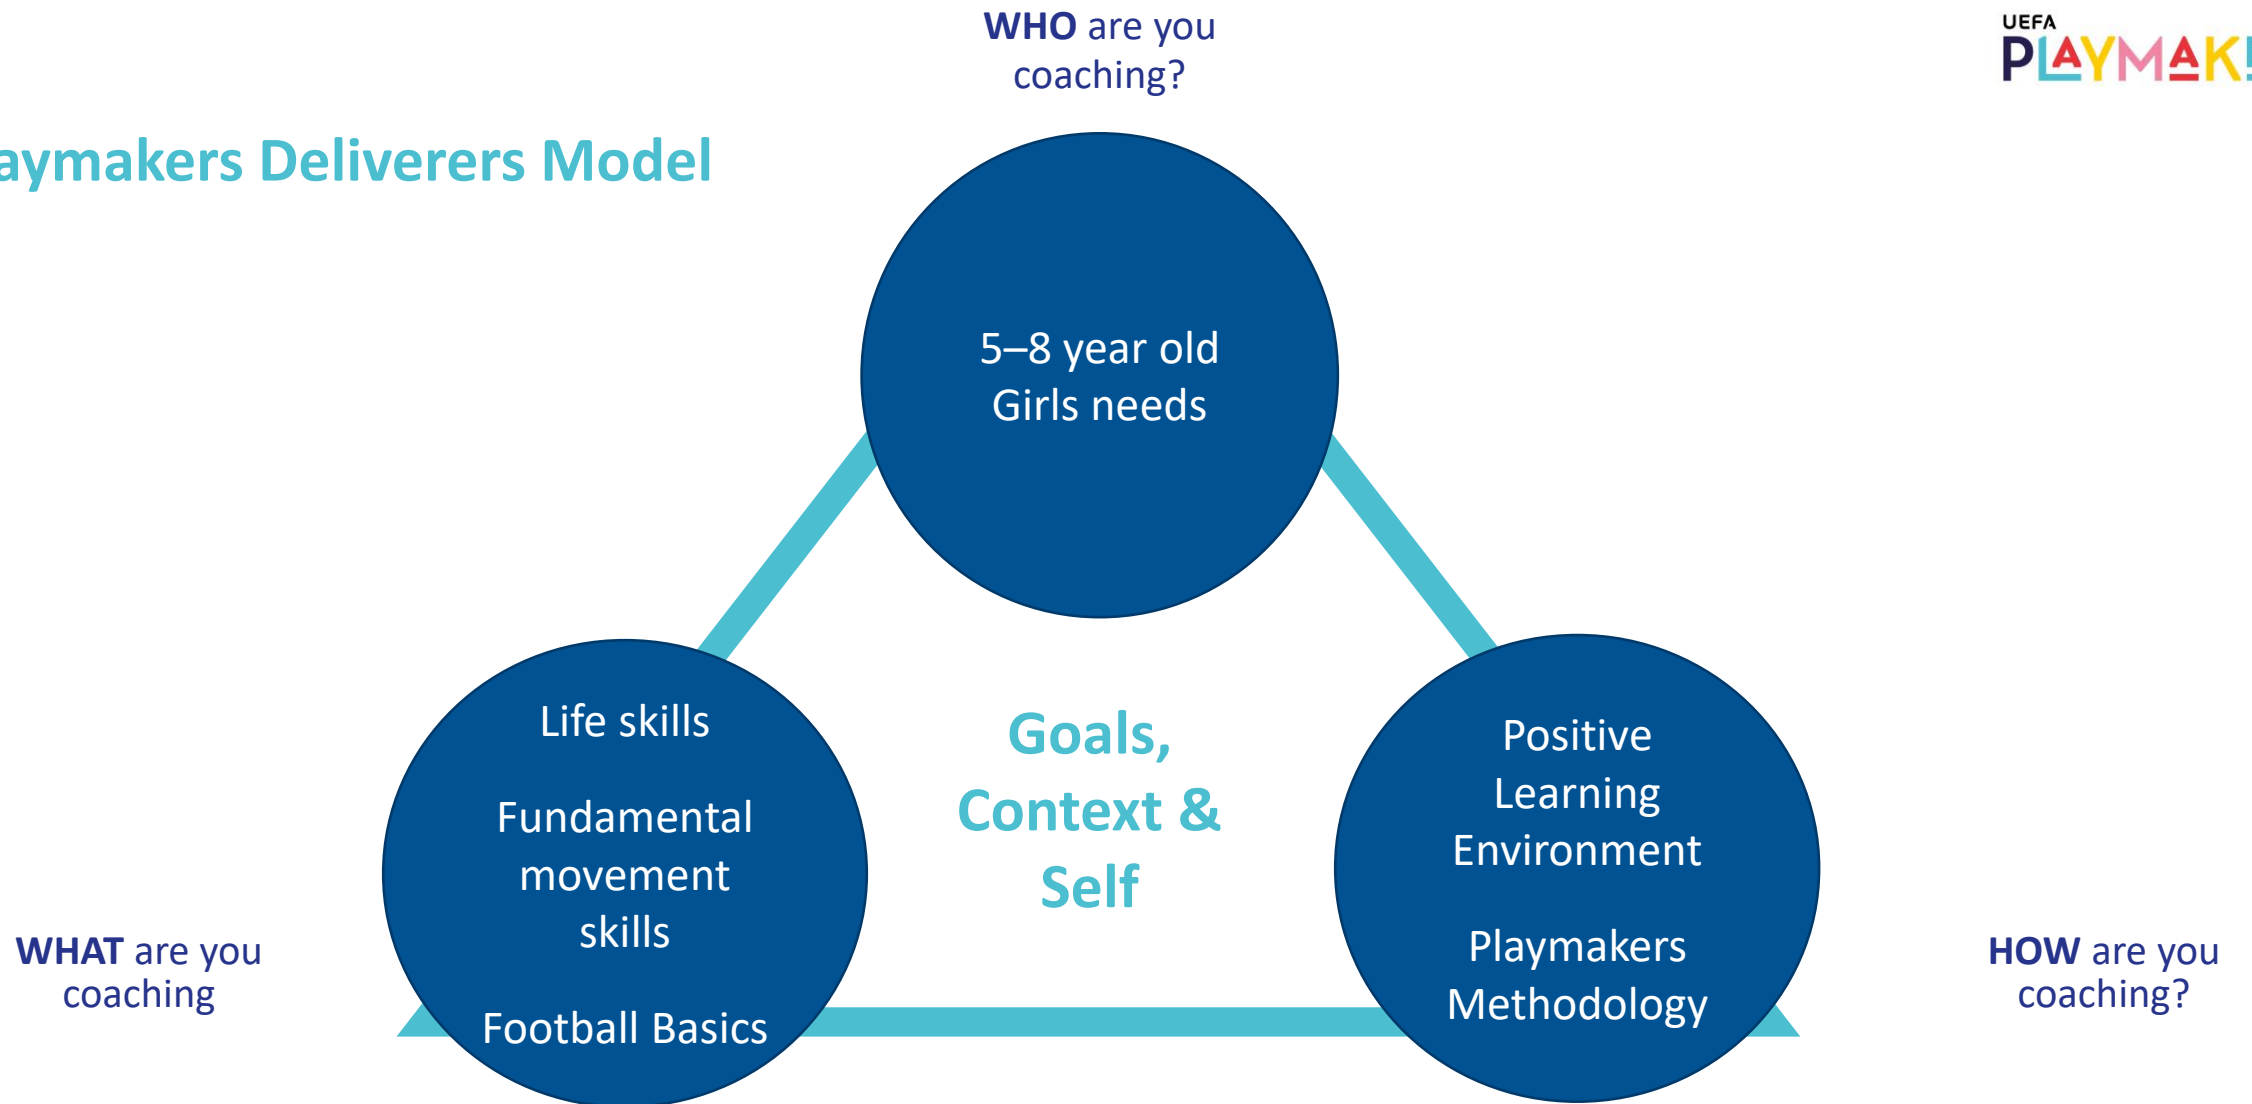 WHO are you
coaching?
UEFA
PLAYMAK
aymakers Deliverers Model
5–8 year old
Girls needs
Life skills
Fundamental
movement
skills
Football Basics
Goals,
Context &
Self
Positive
Learning
Environment
Playmakers
Methodology
WHAT are you
coaching
HOW are you
coaching?